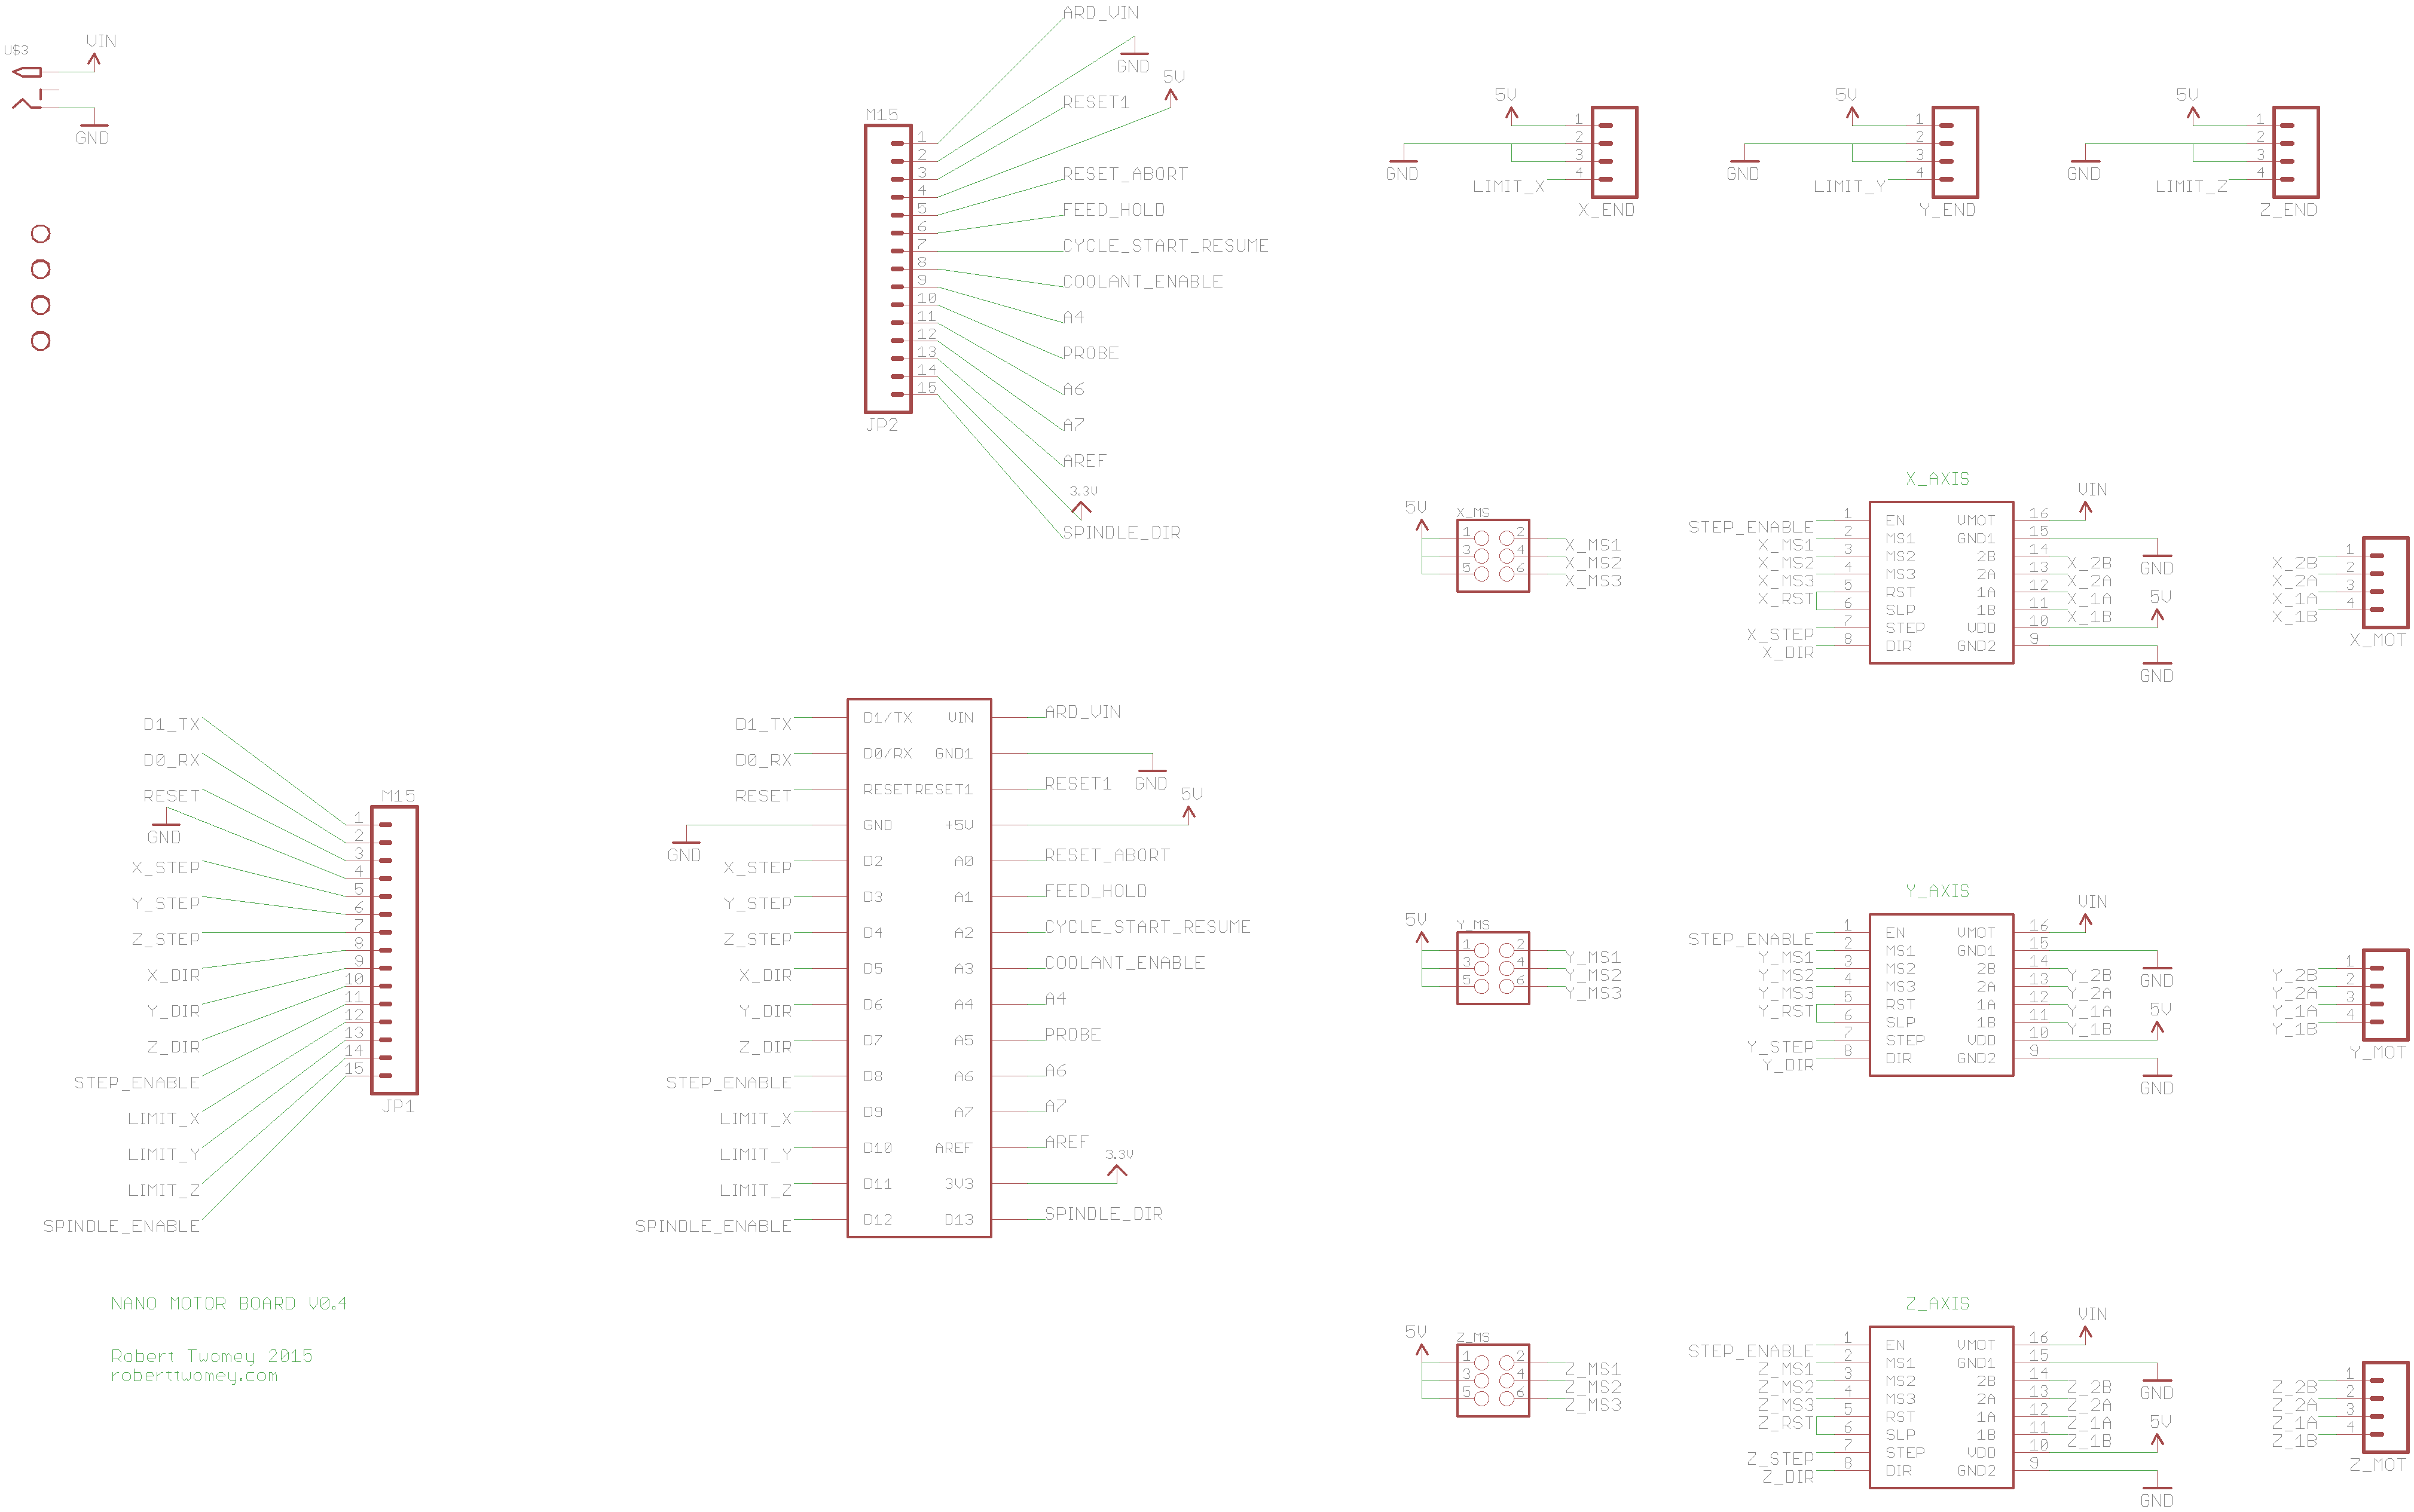 U$3
VIN
GND
M15
1
2
3
4
5
6
7
8
9
10
11
12
13
14
15
JP2
ARD_VIN
GND
5V
RESET1
RESET_ABORT
FEED_HOLD
CYCLE_START_RESUME
COOLANT_ENABLE
A4
PROBE
A6
A7
AREF
3.3V
SPINDLE_DIR
5V
GND
1
2
3
4
LIMIT_X
X_END
5V
GND
1
2
3
4
LIMIT_Y
Y_END
5V
GND
1
2
3
4
LIMIT_Z
Z_END
5V
X_MS
1 2
3 4
5 6
X_MS1
X_MS2
X_MS3
X_AXIS
STEP_ENABLE 1 EN VMOT 16 VIN
X_MS1 2 MS1 GND1 15 GND
X_MS2 3 MS2 2B 14 X_2B
X_MS3 4 MS3 2A 13 X_2A
X_RST 5 RST 1A 12 X_1A
6 SLP 1B 11 X_1B
X_STEP 7 STEP VDD 10 5V
X_DIR 8 DIR GND2 9 GND
X_2B 1
X_2A 2
X_1A 3
X_1B 4
X_MOT
D1_TX
D0_RX
RESET
GND
X_STEP
Y_STEP
Z_STEP
X_DIR
Y_DIR
Z_DIR
STEP_ENABLE
LIMIT_X
LIMIT_Y
LIMIT_Z
SPINDLE_ENABLE
M15
1
2
3
4
5
6
7
8
9
10
11
12
13
14
15
JP1
D1_TX D1/TX VIN ARD_VIN
D0_RX D0/RX GND1 GND
RESET RESET RESET1 RESET1
GND GND +5V 5V
X_STEP D2 A0 RESET_ABORT
Y_STEP D3 A1 FEED_HOLD
Z_STEP D4 A2 CYCLE_START_RESUME
X_DIR D5 A3 COOLANT_ENABLE
Y_DIR D6 A4 A4
Z_DIR D7 A5 PROBE
STEP_ENABLE D8 A6 A6
LIMIT_X D9 A7 A7
LIMIT_Y D10 AREF AREF
LIMIT_Z D11 3V3 3.3V
SPINDLE_ENABLE D12 D13 SPINDLE_DIR
5V
Y_MS
1 2
3 4
5 6
Y_MS1
Y_MS2
Y_MS3
Y_AXIS
STEP_ENABLE 1 EN VMOT 16 VIN
Y_MS1 2 MS1 GND1 15 GND
Y_MS2 3 MS2 2B 14 Y_2B
Y_MS3 4 MS3 2A 13 Y_2A
Y_RST 5 RST 1A 12 Y_1A
6 SLP 1B 11 Y_1B
Y_STEP 7 STEP VDD 10 5V
Y_DIR 8 DIR GND2 9 GND
Y_2B 1
Y_2A 2
Y_1A 3
Y_1B 4
Y_MOT
NANO MOTOR BOARD V0.4
Robert Twomey 2015
roberttwomey.com
5V
Z_MS
1 2
3 4
5 6
Z_MS1
Z_MS2
Z_MS3
Z_AXIS
STEP_ENABLE 1 EN VMOT 16 VIN
Z_MS1 2 MS1 GND1 15 GND
Z_MS2 3 MS2 2B 14 Z_2B
Z_MS3 4 MS3 2A 13 Z_2A
Z_RST 5 RST 1A 12 Z_1A
6 SLP 1B 11 Z_1B
Z_STEP 7 STEP VDD 10 5V
Z_DIR 8 DIR GND2 9 GND
Z_2B 1
Z_2A 2
Z_1A 3
Z_1B 4
Z_MOT